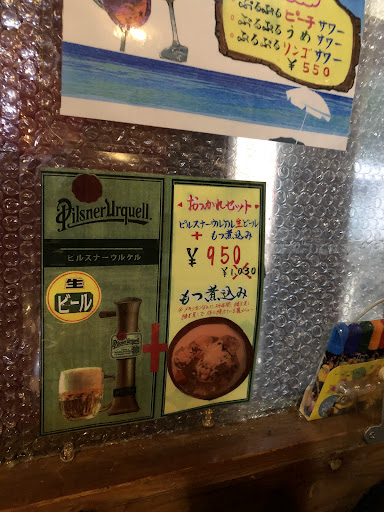 ぷるぷるピーチサワー
ぷるぷるうめサワー
ぷるぷるリンゴサワー
¥550
Pilsner Urquell
ピルスナーウルケル
生
ビール
+
おつかれセット
ピルスナーウルケル生ビール
+ もつ煮込み
¥950
¥1,030
もつ煮込み